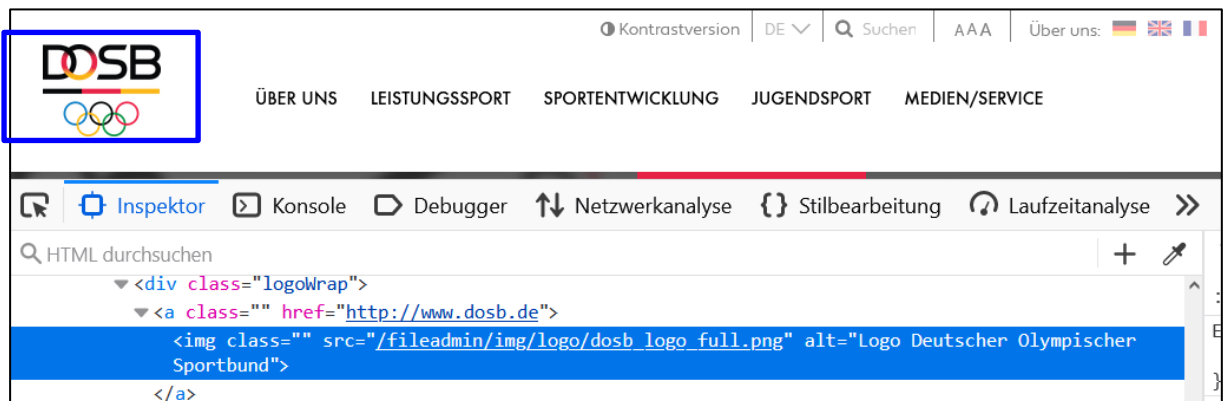 Kontrastversion DE Suchen AAA Über uns:
DOSB
ÜBER UNS LEISTUNGSSPORT SPORTENTWICKLUNG JUGENDSPORT MEDIEN/SERVICE
Inspektor Konsole Debugger Netzwerkanalyse {} Stilbearbeitung Laufzeitanalyse
HTML durchsuchen
<div class="logoWrap">
<a class="" href="http://www.dosb.de">
<img class="" src="/fileadmin/img/logo/dosb_logo_full.png" alt="Logo Deutscher Olympischer
Sportbund">
</a>